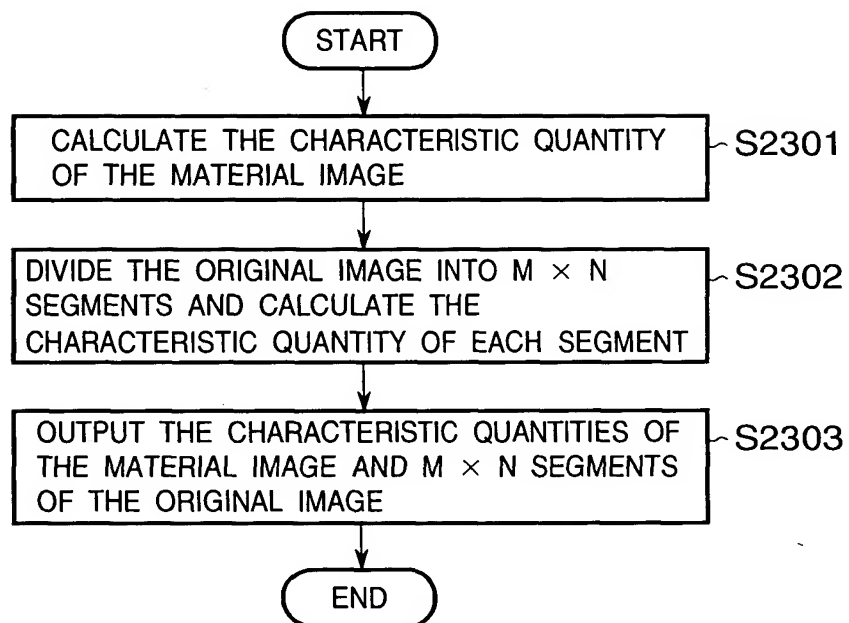 START
CALCULATE THE CHARACTERISTIC QUANTITY
OF THE MATERIAL IMAGE
S2301
DIVIDE THE ORIGINAL IMAGE INTO M × N
SEGMENTS AND CALCULATE THE
CHARACTERISTIC QUANTITY OF EACH SEGMENT
S2302
OUTPUT THE CHARACTERISTIC QUANTITIES OF
THE MATERIAL IMAGE AND M × N SEGMENTS
OF THE ORIGINAL IMAGE
S2303
END